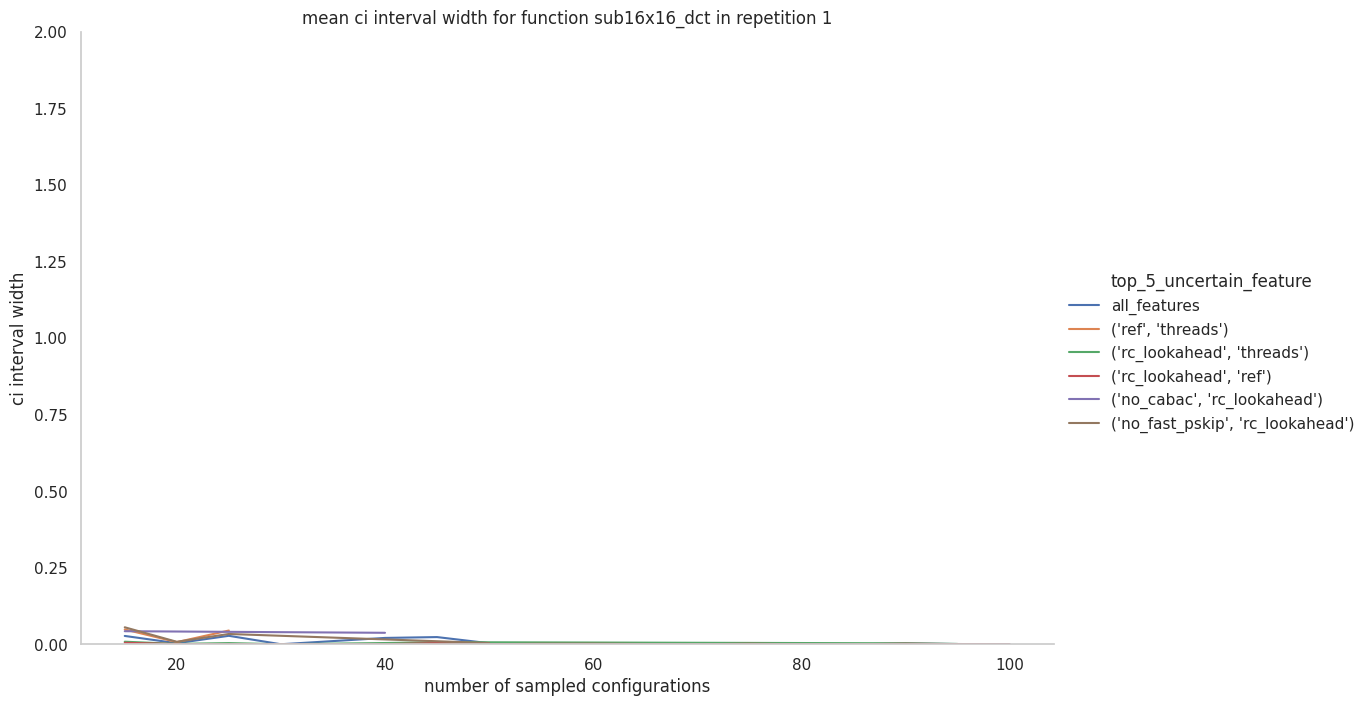 mean ci interval width for function sub16x16_dct in repetition 1
2.00
1.75
1.50
1.25
1.00
0.75
0.50
0.25
0.00
ci interval width
20
40
60
80
100
number of sampled configurations
top_5_uncertain_feature
all_features
('ref', 'threads')
('rc_lookahead', 'threads')
('rc_lookahead', 'ref')
('no_cabac', 'rc_lookahead')
('no_fast_pskip', 'rc_lookahead')